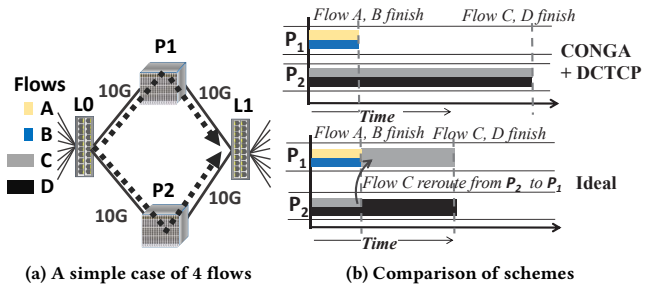 P1
Flows
10G
10G
A
L0
L1
B
C
D
10G
10G
P2
(a) A simple case of 4 flows
Flow A, B finish
Flow C, D finish
P1
CONGA
+ DCTCP
P2
Time
Flow A, B finish
Flow C, D finish
P1
Flow C reroute from P2 to P1
Ideal
P2
Time
(b) Comparison of schemes